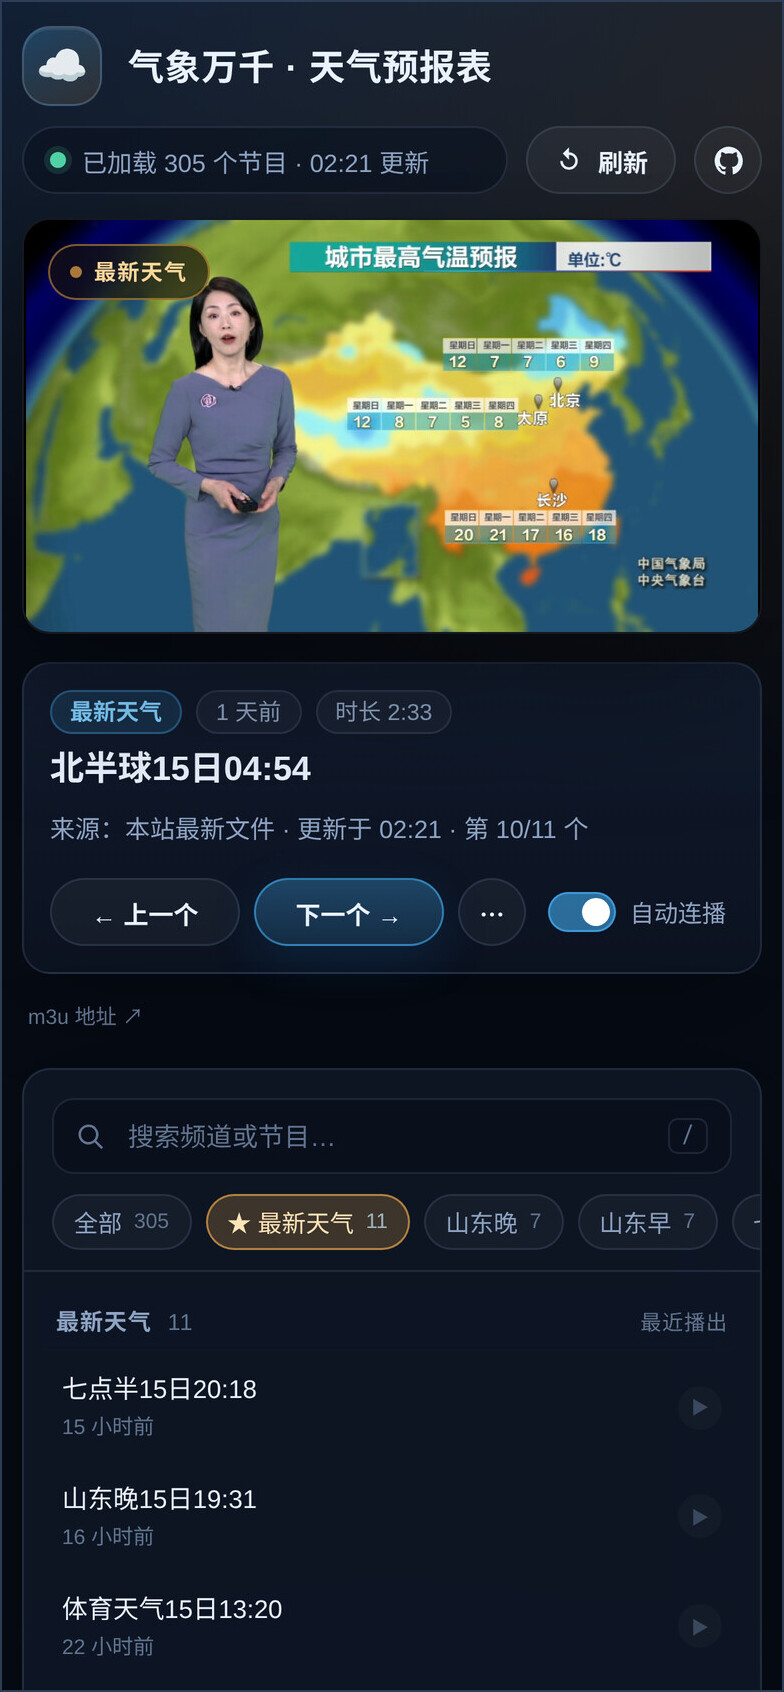 气象万千 · 天气预报表
已加载 305 个节目 · 02:21 更新
刷新
最新天气
城市最高气温预报 单位:℃
星期日 星期一 星期二 星期三 星期四
12 7 7 6 9
北京
星期日 星期一 星期二 星期三 星期四
12 8 7 5 8
太原
长沙
星期日 星期一 星期二 星期三 星期四
20 21 17 16 18
中国气象局
中央气象台
最新天气 1 天前 时长 2:33
北半球15日04:54
来源：本站最新文件 · 更新于 02:21 · 第 10/11 个
← 上一个 下一个 → ··· 自动连播
m3u 地址 ↗
搜索频道或节目… /
全部 305 ★ 最新天气 11 山东晚 7 山东早 7
最新天气 11 最近播出
七点半15日20:18
15 小时前
山东晚15日19:31
16 小时前
体育天气15日13:20
22 小时前